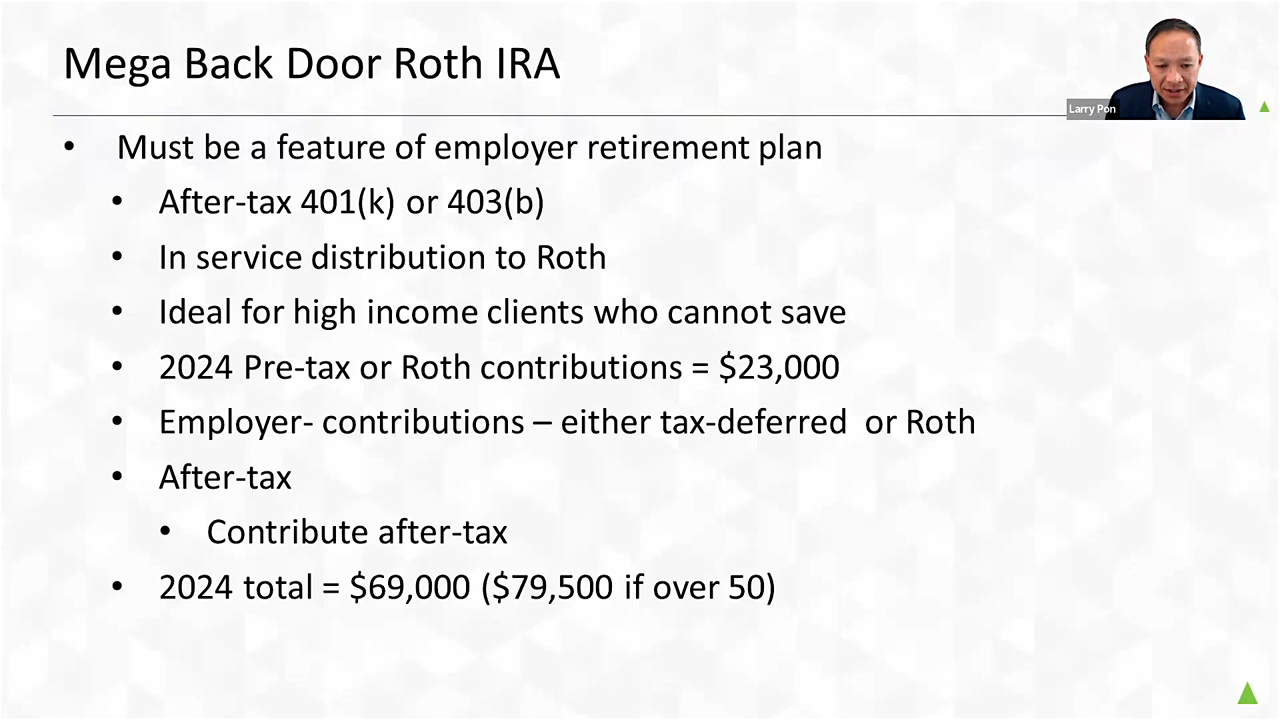 Mega Back Door Roth IRA
Larry Pon
• Must be a feature of employer retirement plan
• After-tax 401(k) or 403(b)
• In service distribution to Roth
• Ideal for high income clients who cannot save
• 2024 Pre-tax or Roth contributions = $23,000
• Employer- contributions – either tax-deferred  or Roth
• After-tax
• Contribute after-tax
• 2024 total = $69,000 ($79,500 if over 50)